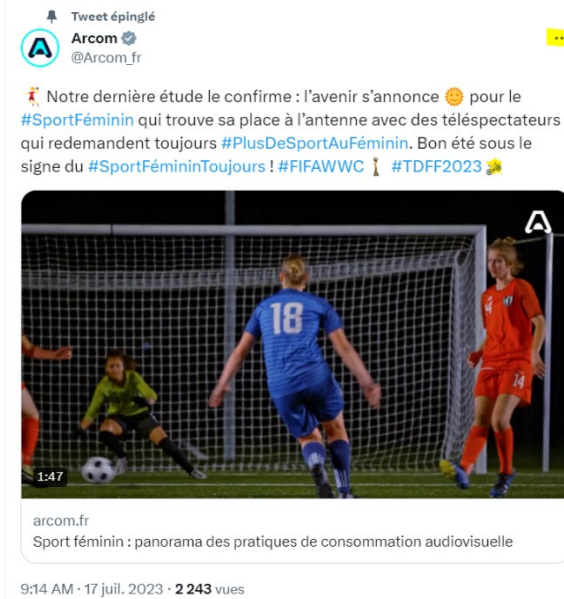 Tweet épinglé
Arcom
@Arcom_fr
Notre dernière étude le confirme : l’avenir s’annonce 🌞 pour le
#SportFéminin qui trouve sa place à l’antenne avec des téléspectateurs
qui redemandent toujours #PlusDeSportAuFéminin. Bon été sous le
signe du #SportFémininToujours ! #FIFAWWC #TDFF2023
18
14
14
1:47
arcom.fr
Sport féminin : panorama des pratiques de consommation audiovisuelle
9:14 AM · 17 juil. 2023 · 2 243 vues